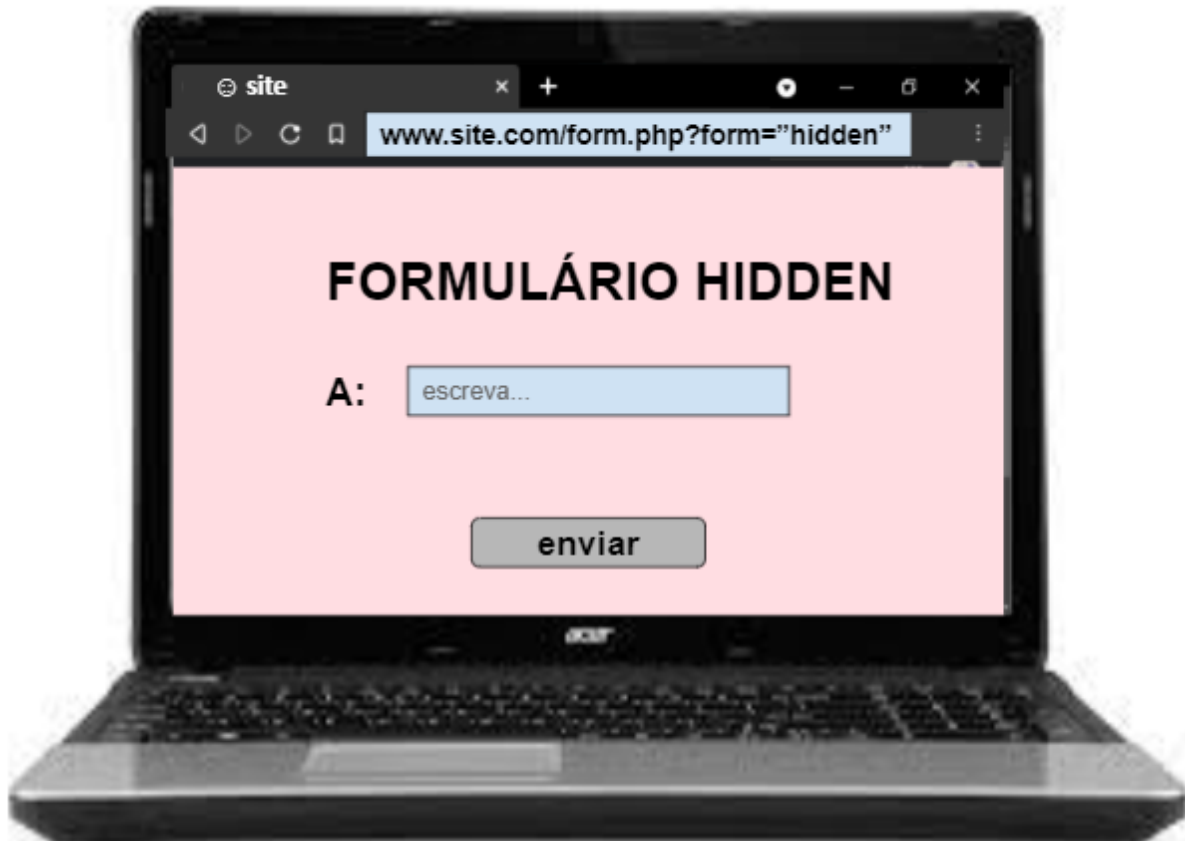 site
www.site.com/form.php?form=”hidden”
FORMULÁRIO HIDDEN
A:
escreva...
enviar
acer